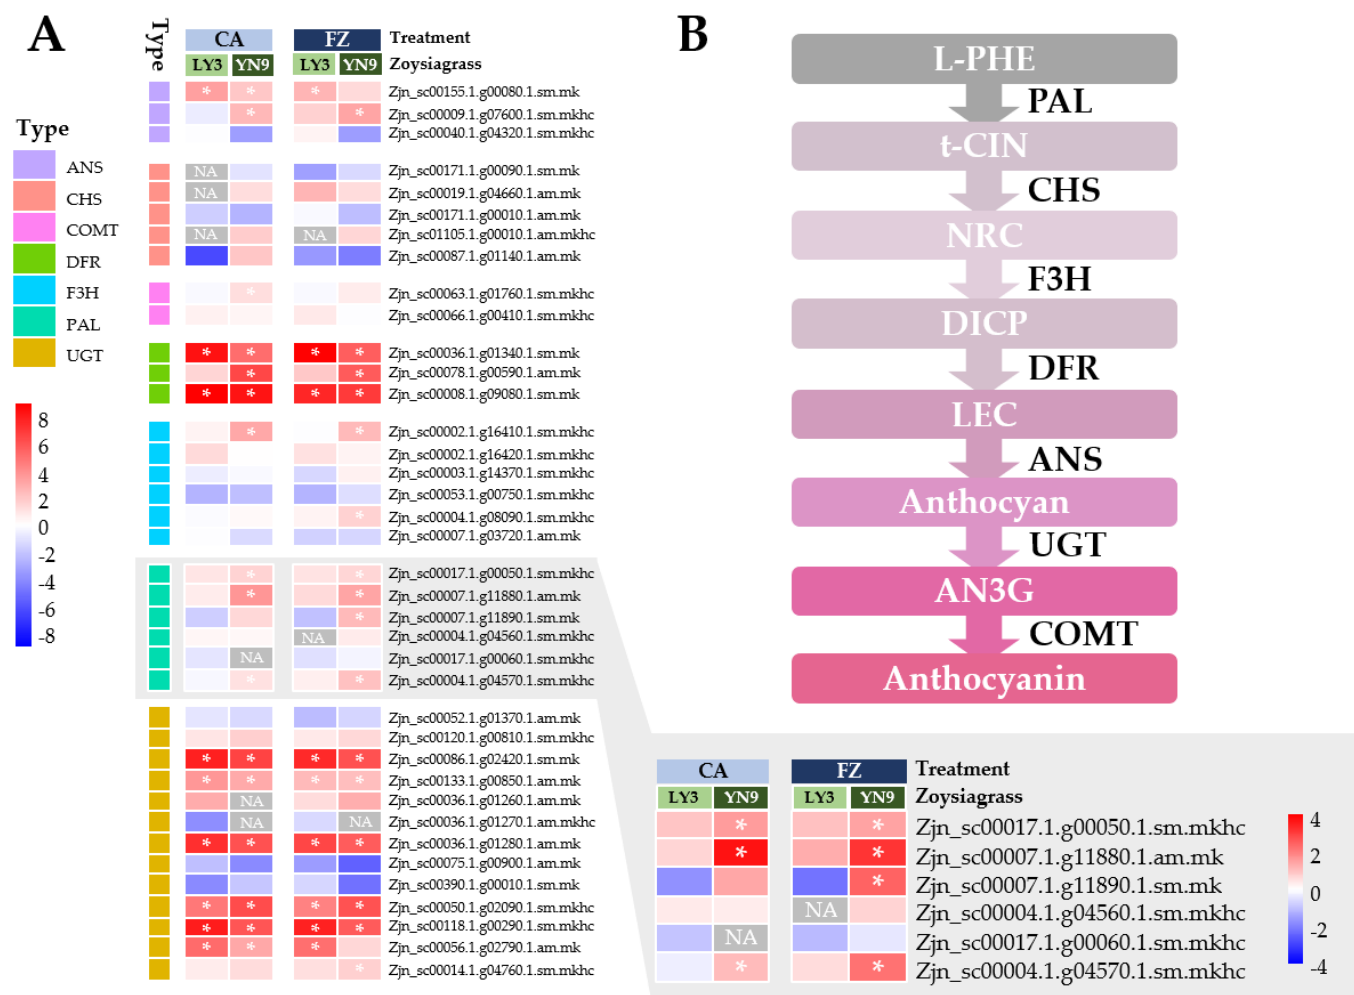 A
Type
CA FZ Treatment
LY3 YN9 LY3 YN9 Zoysiagrass
* * * Zjn_sc00155.1.g00080.1.sm.mk
* * Zjn_sc00009.1.g07600.1.sm.mkhc
Zjn_sc00040.1.g04320.1.sm.mkhc
NA Zjn_sc00171.1.g00090.1.sm.mk
NA Zjn_sc00019.1.g04660.1.am.mk
Zjn_sc00171.1.g00010.1.am.mk
NA NA Zjn_sc01105.1.g00010.1.am.mkhc
Zjn_sc00087.1.g01140.1.am.mk
* Zjn_sc00063.1.g01760.1.sm.mkhc
Zjn_sc00066.1.g00410.1.sm.mkhc
* * * * Zjn_sc00036.1.g01340.1.sm.mk
* * Zjn_sc00078.1.g00590.1.am.mk
* * * * Zjn_sc00008.1.g09080.1.sm.mk
* * Zjn_sc00002.1.g16410.1.sm.mkhc
Zjn_sc00002.1.g16420.1.sm.mkhc
Zjn_sc00003.1.g14370.1.sm.mkhc
Zjn_sc00053.1.g00750.1.sm.mkhc
* Zjn_sc00004.1.g08090.1.sm.mkhc
Zjn_sc00007.1.g03720.1.am.mk
* * Zjn_sc00017.1.g00050.1.sm.mkhc
* * Zjn_sc00007.1.g11880.1.am.mk
* Zjn_sc00007.1.g11890.1.sm.mk
NA Zjn_sc00004.1.g04560.1.sm.mkhc
NA Zjn_sc00017.1.g00060.1.sm.mkhc
* * Zjn_sc00004.1.g04570.1.sm.mkhc
Zjn_sc00052.1.g01370.1.am.mk
Zjn_sc00120.1.g00810.1.sm.mkhc
* * * * Zjn_sc00086.1.g02420.1.sm.mk
* * * * Zjn_sc00133.1.g00850.1.am.mk
NA Zjn_sc00036.1.g01260.1.am.mk
NA NA Zjn_sc00036.1.g01270.1.am.mkhc
* * * * Zjn_sc00036.1.g01280.1.am.mk
Zjn_sc00075.1.g00900.1.am.mk
Zjn_sc00390.1.g00010.1.sm.mk
* * * * Zjn_sc00050.1.g02090.1.sm.mkhc
* * * * Zjn_sc00118.1.g00290.1.sm.mkhc
* * * Zjn_sc00056.1.g02790.1.am.mk
* Zjn_sc00014.1.g04760.1.sm.mkhc
Type
ANS
CHS
COMT
DFR
F3H
PAL
UGT
8
6
4
2
0
-2
-4
-6
-8
B
L-PHE
PAL
t-CIN
CHS
NRC
F3H
DICP
DFR
LEC
ANS
Anthocyan
UGT
AN3G
COMT
Anthocyanin
CA FZ Treatment
LY3 YN9 LY3 YN9 Zoysiagrass
* * Zjn_sc00017.1.g00050.1.sm.mkhc
* * Zjn_sc00007.1.g11880.1.am.mk
* Zjn_sc00007.1.g11890.1.sm.mk
NA Zjn_sc00004.1.g04560.1.sm.mkhc
NA Zjn_sc00017.1.g00060.1.sm.mkhc
* * Zjn_sc00004.1.g04570.1.sm.mkhc
4
2
0
-2
-4